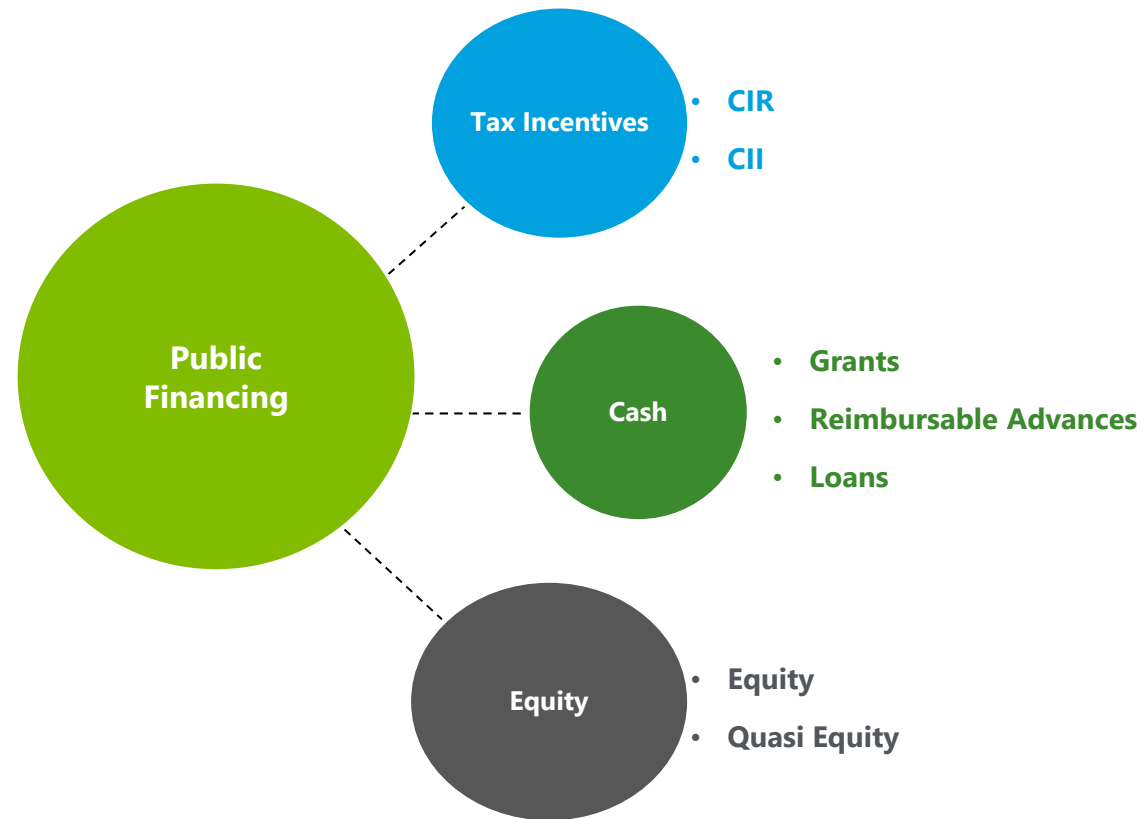 Tax Incentives
• CIR
• CII
Public
Financing
Cash
• Grants
• Reimbursable Advances
• Loans
Equity
• Equity
• Quasi Equity